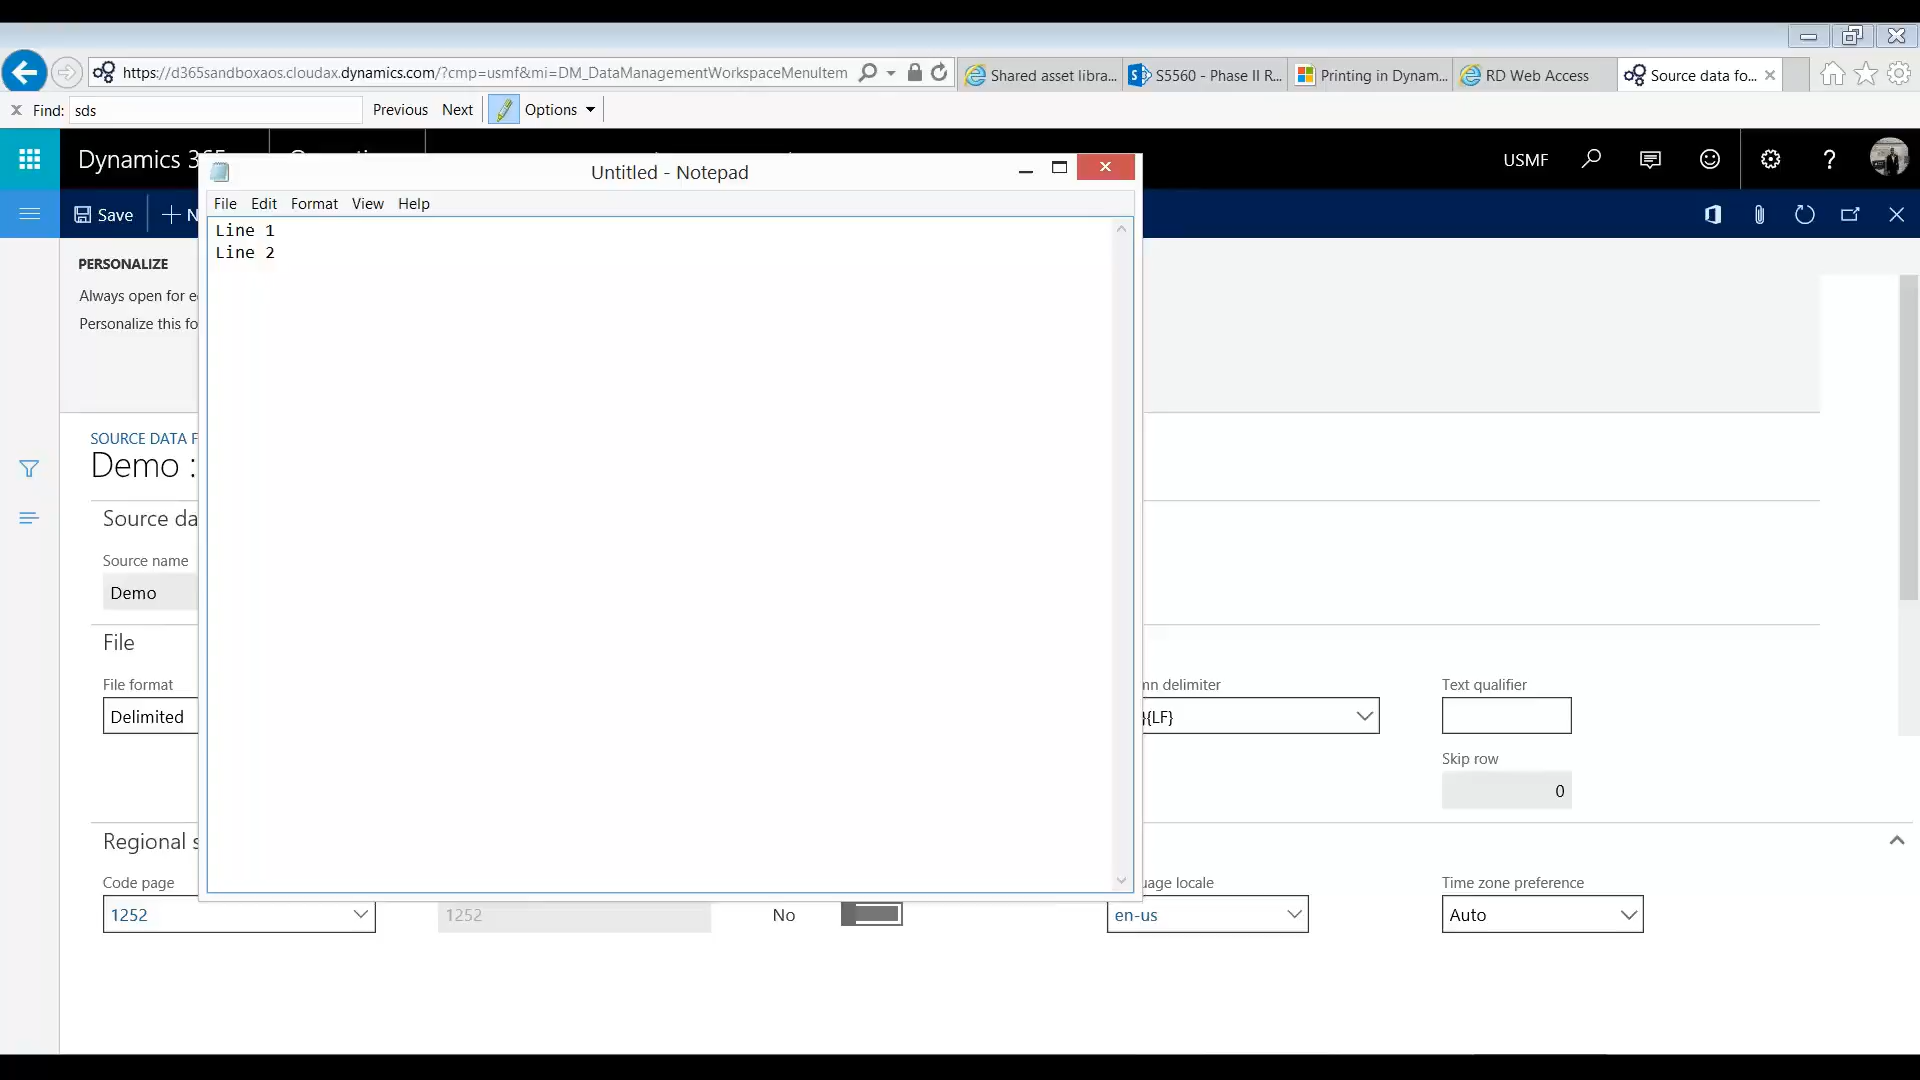 https://d365sandboxaos.cloudax.dynamics.com/?cmp=usmf&mi=DM_DataManagementWorkspaceMenuItem
Shared asset libra...
S5560 - Phase II R...
Printing in Dynam...
RD Web Access
Source data fo...
Find: sds
Previous
Next
Options
Dynamics 365
USMF
Untitled - Notepad
Save
N
File
Edit
Format
View
Help
Line 1
Line 2
PERSONALIZE
Always open for e
Personalize this fo
SOURCE DATA F
Demo :
Source da
Source name
Demo
File
File format
Delimited
mn delimiter
}{LF}
Text qualifier
Skip row
0
Regional s
Code page
1252
1252
No
uage locale
en-us
Time zone preference
Auto